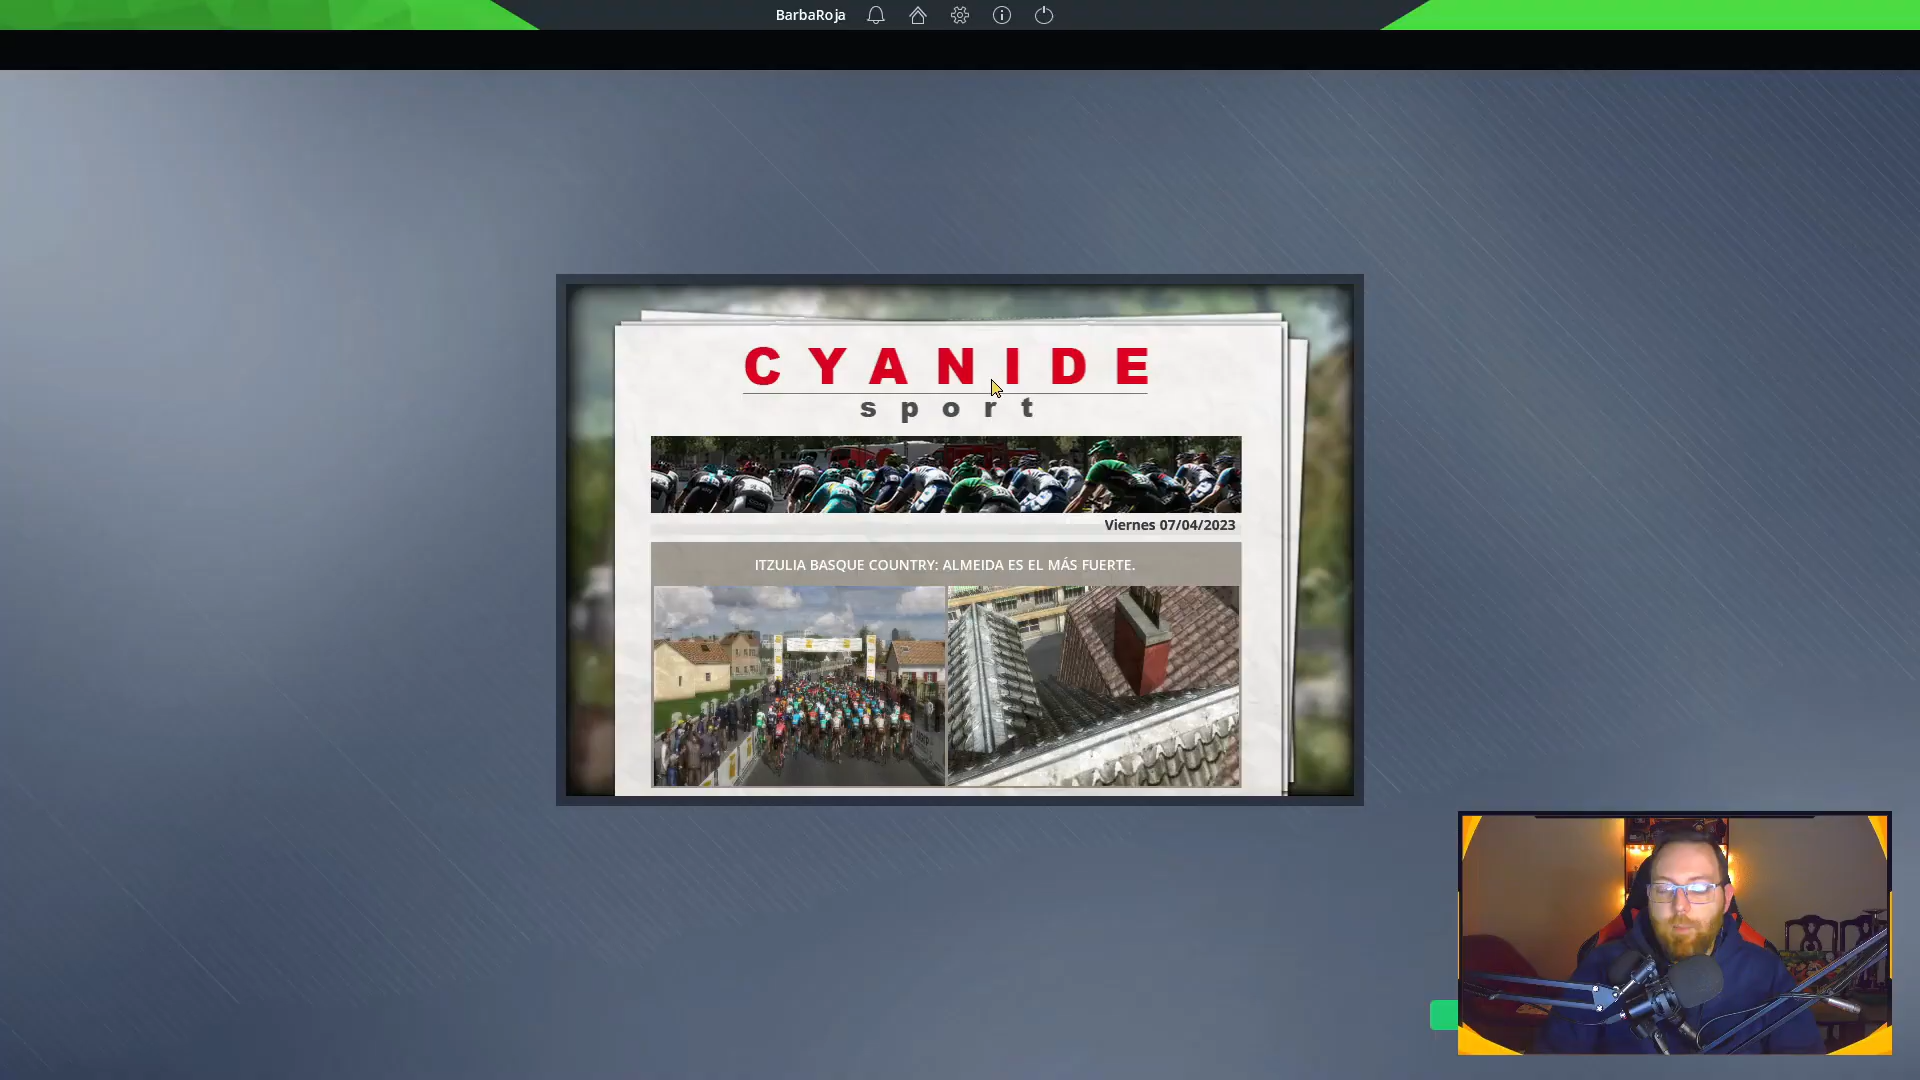 BarbaRoja
CYANIDE
sport
Viernes 07/04/2023
ITZULIA BASQUE COUNTRY: ALMEIDA ES EL MÁS FUERTE.